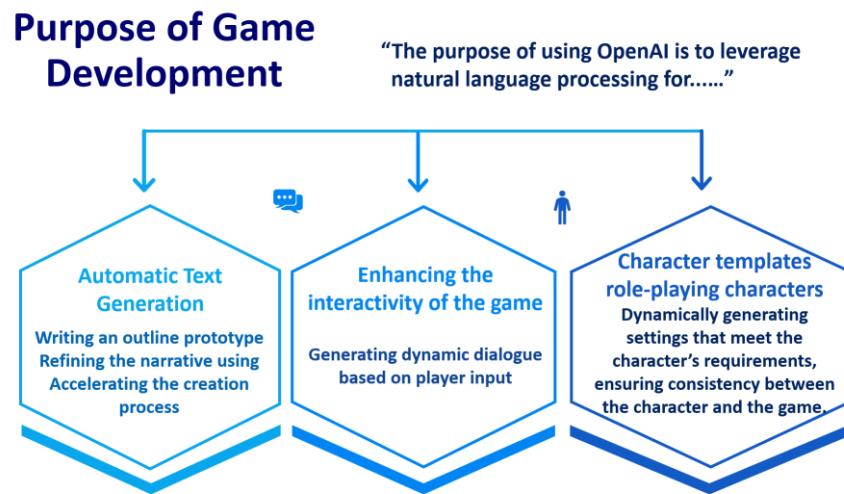 Purpose of Game
Development
“The purpose of using OpenAI is to leverage
natural language processing for...…”
Automatic Text
Generation
Writing an outline prototype
Refining the narrative using
Accelerating the creation
process
Enhancing the
interactivity of the game
Generating dynamic dialogue
based on player input
Character templates
role-playing characters
Dynamically generating
settings that meet the
character’s requirements,
ensuring consistency between
the character and the game.